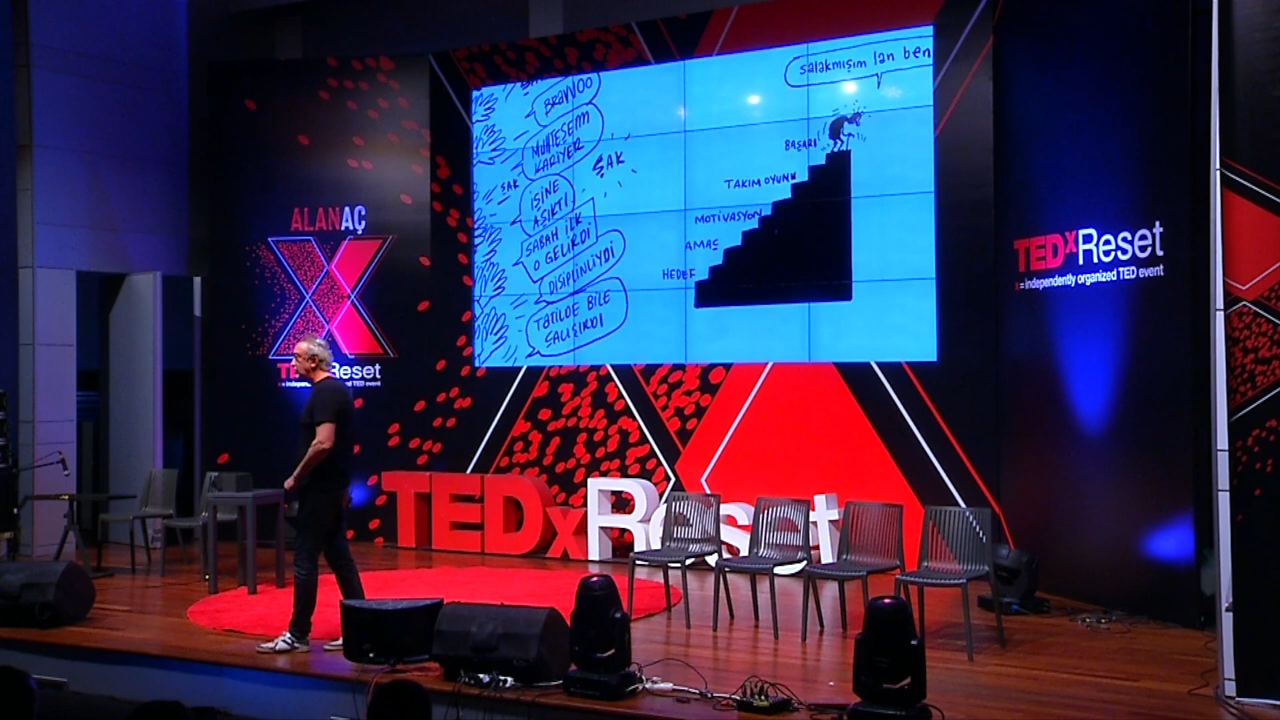 BRAVVOO
MUHTEŞEM
KARİYER
ŞAK
ŞAK
İŞİNE
AŞIKTI
SABAH İLK
O GELİRDİ
DİSİPLİNLİYDİ
TATİLDE BİLE
ÇALIŞIRDI
salakmışım lan ben
BAŞARI
TAKIM OYUNU
MOTİVASYON
AMAÇ
HEDEF
ALANAÇ
X
Reset
TEDxReset
x = independently organized TED event
TEDxReset